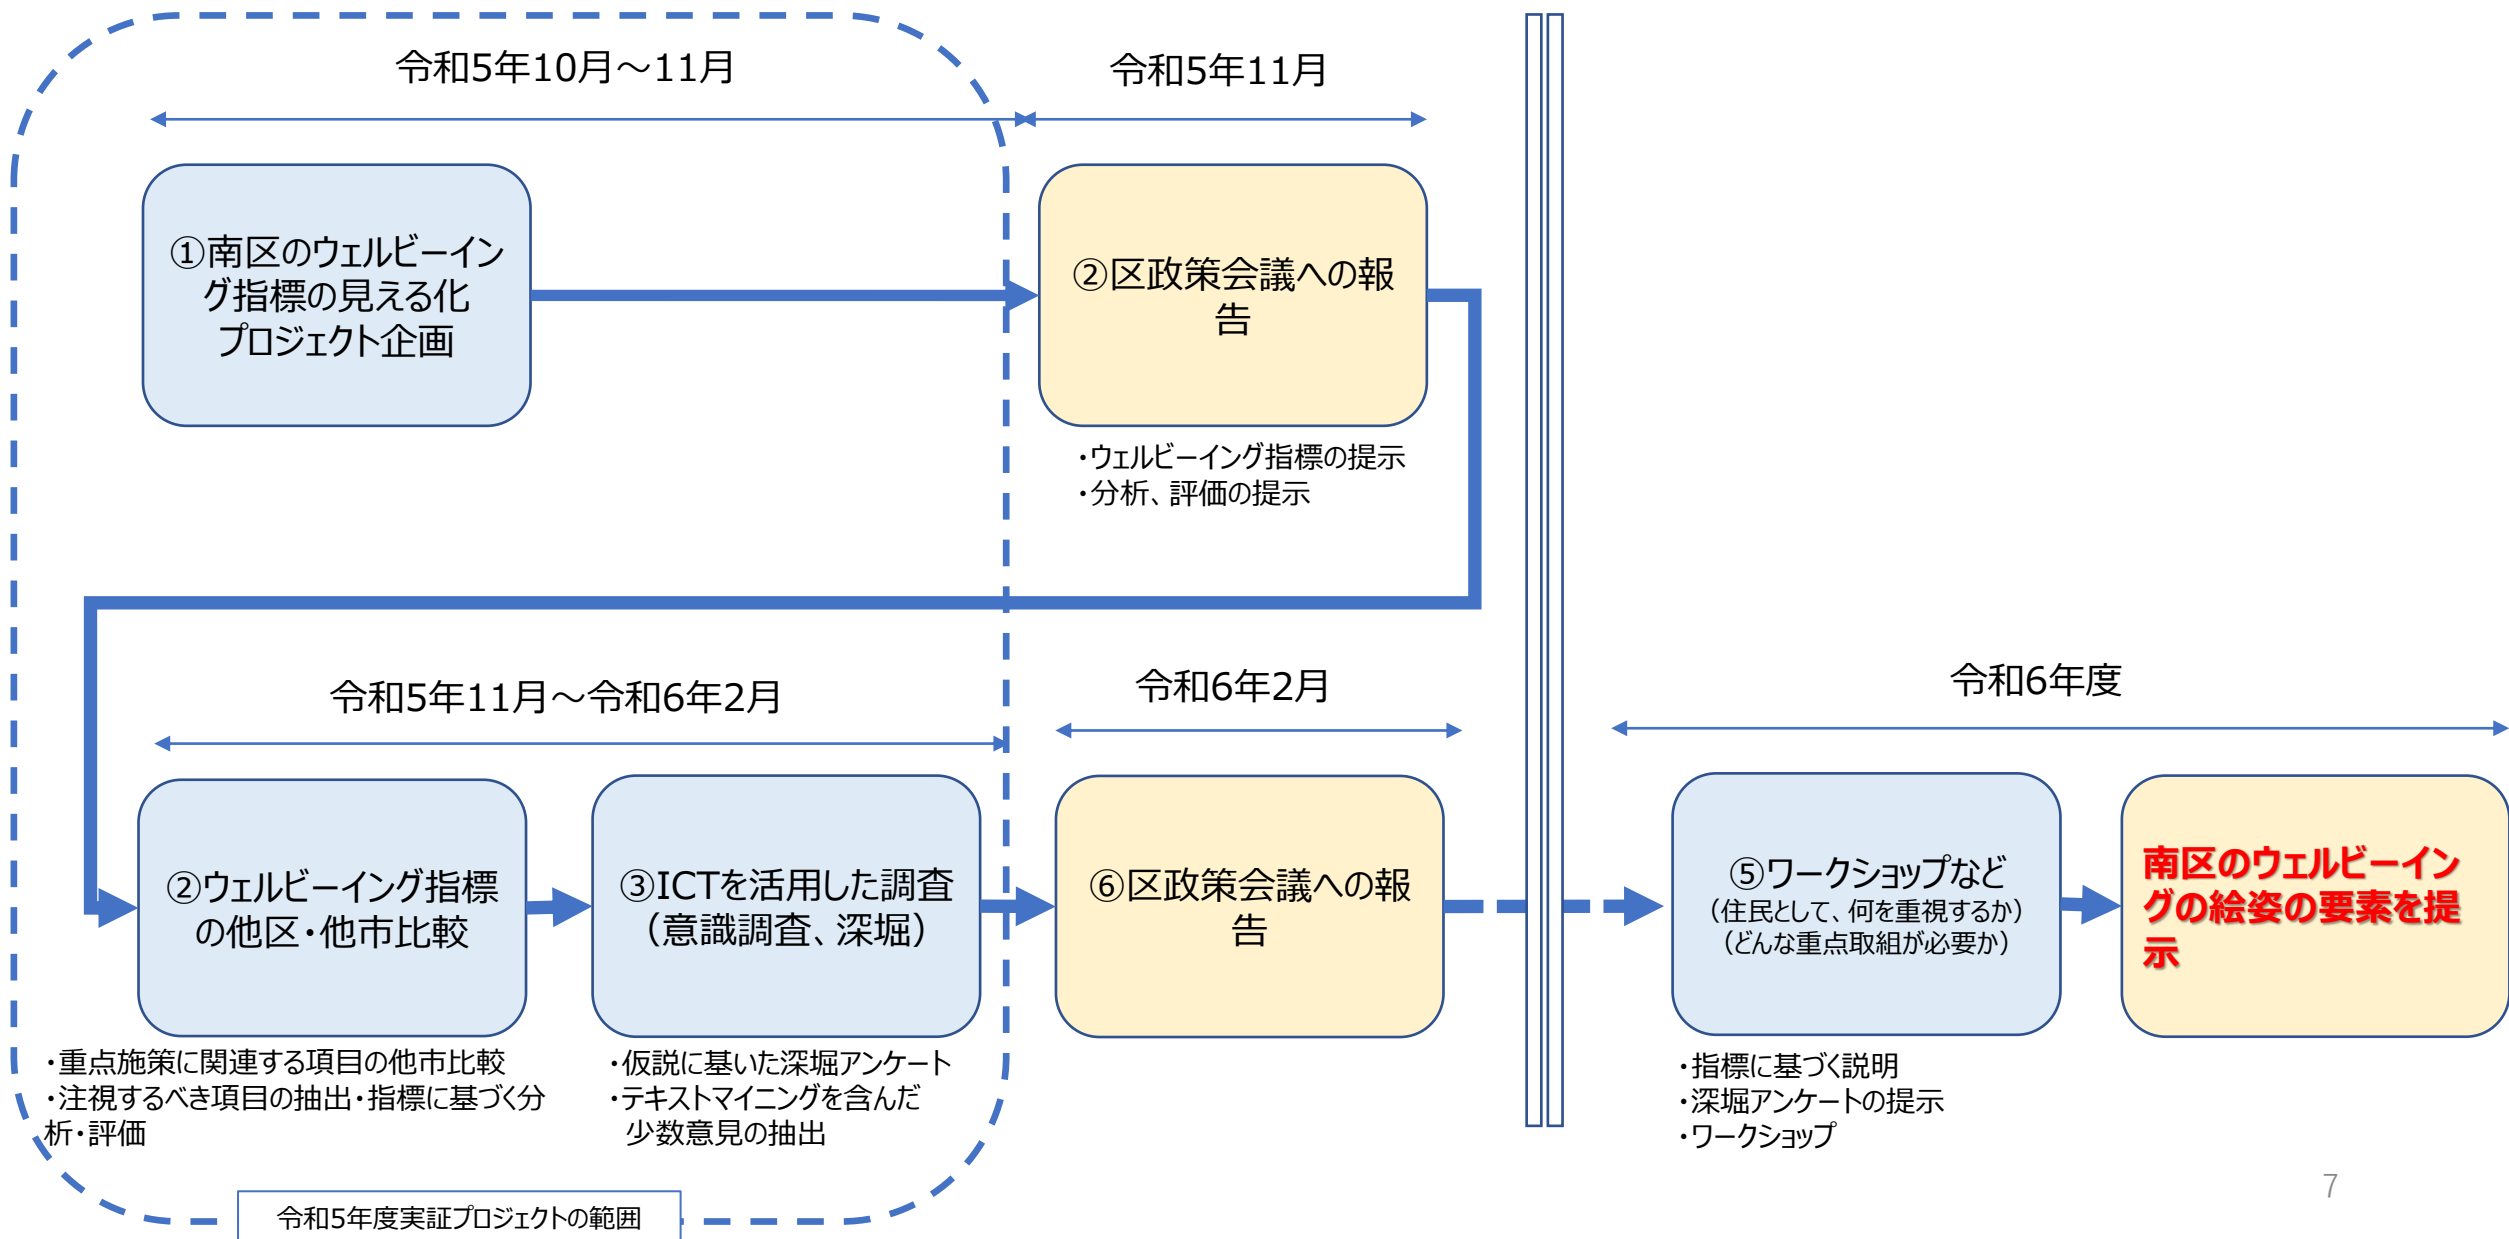 令和5年10月～11月
令和5年11月
①南区のウェルビーイン
グ指標の見える化
プロジェクト企画
②区政策会議への報
告
・ウェルビーイング指標の提示
・分析、評価の提示
令和5年11月～令和6年2月
令和6年2月
令和6年度
②ウェルビーイング指標
の他区・他市比較
③ICTを活用した調査
（意識調査、深堀）
⑥区政策会議への報
告
⑤ワークショップなど
（住民として、何を重視するか）
（どんな重点取組が必要か）
南区のウェルビーイン
グの絵姿の要素を提
示
・重点施策に関連する項目の他市比較
・注視するべき項目の抽出・指標に基づく分
析・評価
・仮説に基いた深堀アンケート
・テキストマイニングを含んだ
少数意見の抽出
・指標に基づく説明
・深堀アンケートの提示
・ワークショップ
令和5年度実証プロジェクトの範囲
7